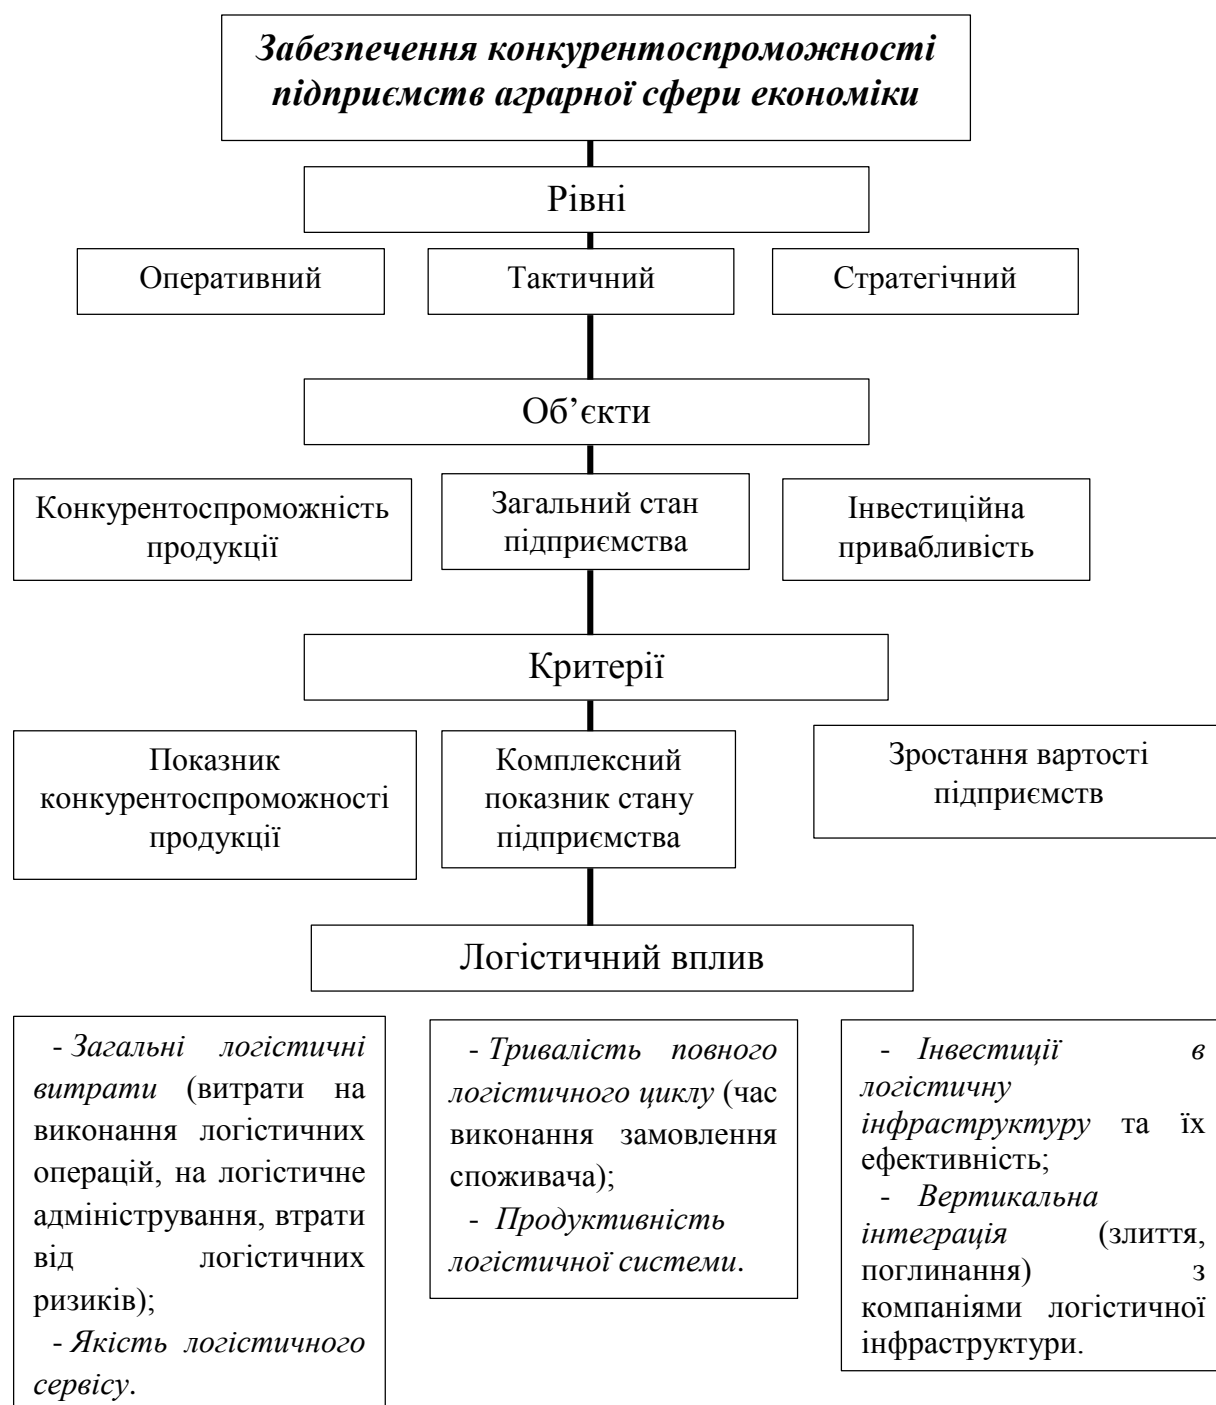 Забезпечення конкурентоспроможності
підприємств аграрної сфери економіки
Рівні
Оперативний
Тактичний
Стратегічний
Об’єкти
Конкурентоспроможність
продукції
Загальний стан
підприємства
Інвестиційна
привабливість
Критерії
Показник
конкурентоспроможності
продукції
Комплексний
показник стану
підприємства
Зростання вартості
підприємств
Логістичний вплив
- Загальні логістичні
витрати (витрати на
виконання логістичних
операцій, на логістичне
адміністрування, втрати
від логістичних
ризиків);
- Якість логістичного
сервісу.
- Тривалість повного
логістичного циклу (час
виконання замовлення
споживача);
- Продуктивність
логістичної системи.
- Інвестиції в
логістичну
інфраструктуру та їх
ефективність;
- Вертикальна
інтеграція (злиття,
поглинання) з
компаніями логістичної
інфраструктури.